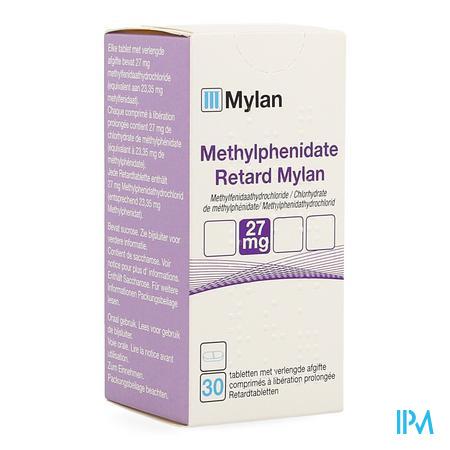 Elke tablet met verlengde
afgifte bevat 27 mg
methylfenidaathydrochloride
(equivalent aan 23,35 mg
metylfenidaat).
Chaque comprimé à libération
prolongée contient 27 mg de
chlorhydrate de méthylphénidate
(équivalant à 23,35 mg de
méthylphénidate).
Jede Retardtablette enthält
27 mg Methylphenidathydrochlorid
(entsprechend 23,35 mg
Methylphenidat).
Bevat sucrose. Zie bijsluiter voor
verdere informatie.
Contient de saccharose. Voir
notice pour plus d' informations.
Enthält Saccharose. Für weitere
Informationen Packungsbeilage
lesen.
Oraal gebruik. Lees voor gebruik
de bijsluiter.
Voie orale. Lire la notice avant
utilisation.
Zum Einnehmen.
Packungsbeilage beachten.
Mylan
Methylphenidate
Retard Mylan
Methylfenidaathydrochloride / Chlorhydrate
de méthylphénidate/ Methylphenidathydrochlorid
27
mg
30 tabletten met verlengde afgifte
comprimés à libération prolongée
Retardtabletten
IPM